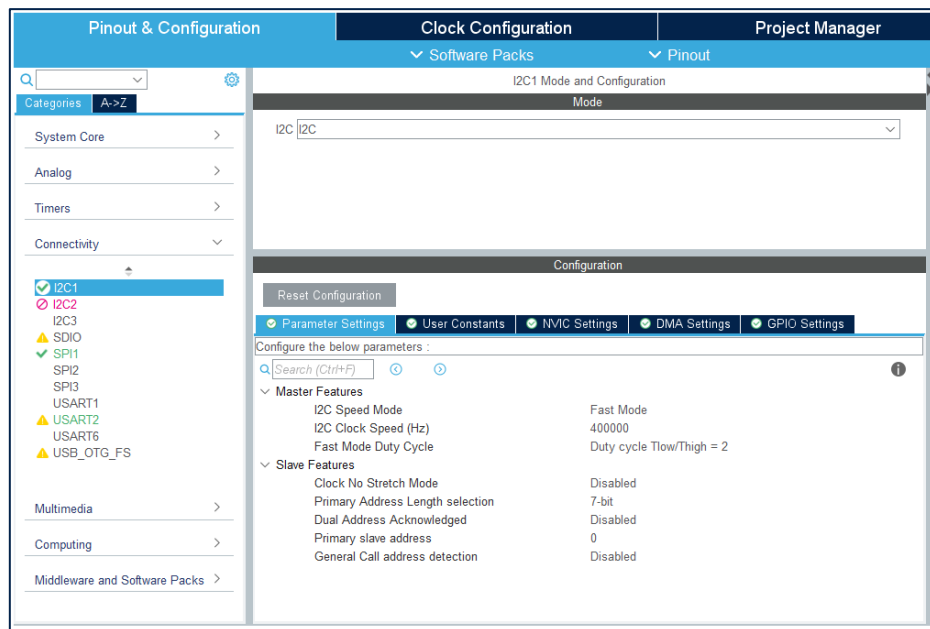 Pinout & Configuration
Clock Configuration
Project Manager
Software Packs
Pinout
Categories
A->Z
System Core
Analog
Timers
Connectivity
I2C1
I2C2
I2C3
SDIO
SPI1
SPI2
SPI3
USART1
USART2
USART6
USB_OTG_FS
Multimedia
Computing
Middleware and Software Packs
I2C1 Mode and Configuration
Mode
I2C I2C
Configuration
Reset Configuration
Parameter Settings
User Constants
NVIC Settings
DMA Settings
GPIO Settings
Configure the below parameters :
Search (Ctrl+F)
Master Features
I2C Speed Mode Fast Mode
I2C Clock Speed (Hz) 400000
Fast Mode Duty Cycle Duty cycle Tlow/Thigh = 2
Slave Features
Clock No Stretch Mode Disabled
Primary Address Length selection 7-bit
Dual Address Acknowledged Disabled
Primary slave address 0
General Call address detection Disabled